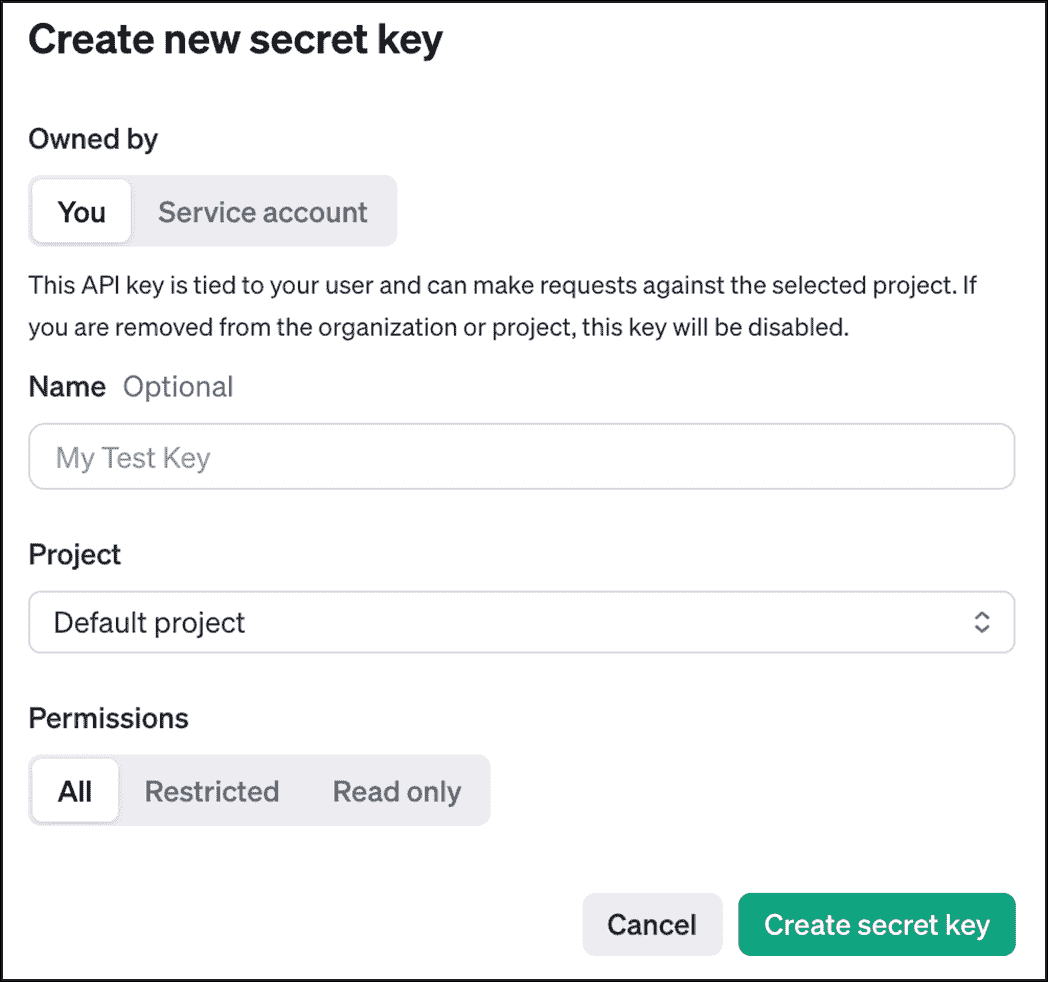 Create new secret key
Owned by
You Service account
This API key is tied to your user and can make requests against the selected project. If
you are removed from the organization or project, this key will be disabled.
Name Optional
My Test Key
Project
Default project
Permissions
All Restricted Read only
Cancel Create secret key